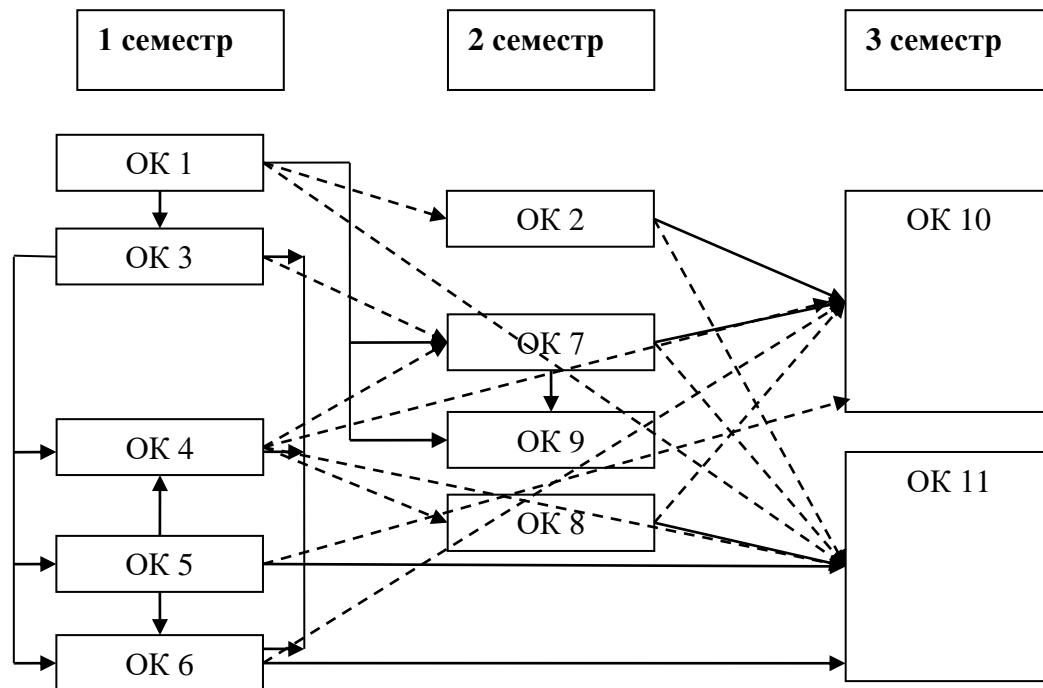 1 семестр
2 семестр
3 семестр
ОК 1
ОК 2
ОК 10
ОК 3
ОК 7
ОК 4
ОК 9
ОК 11
ОК 8
ОК 5
ОК 6